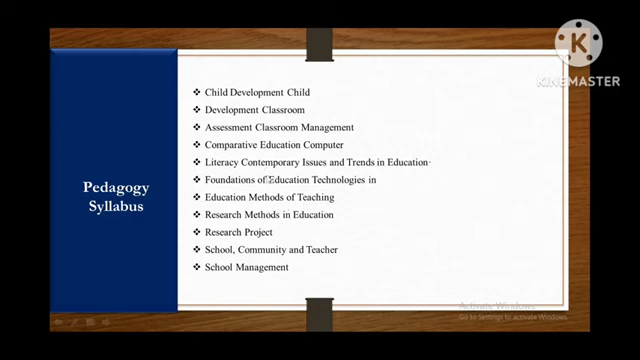 K
KINEMASTER
Pedagogy
Syllabus
Child Development Child
Development Classroom
Assessment Classroom Management
Comparative Education Computer
Literacy Contemporary Issues and Trends in Education
Foundations of Education Technologies in
Education Methods of Teaching
Research Methods in Education
Research Project
School, Community and Teacher
School Management
Activate Windows
Go to Settings to activate Windows.